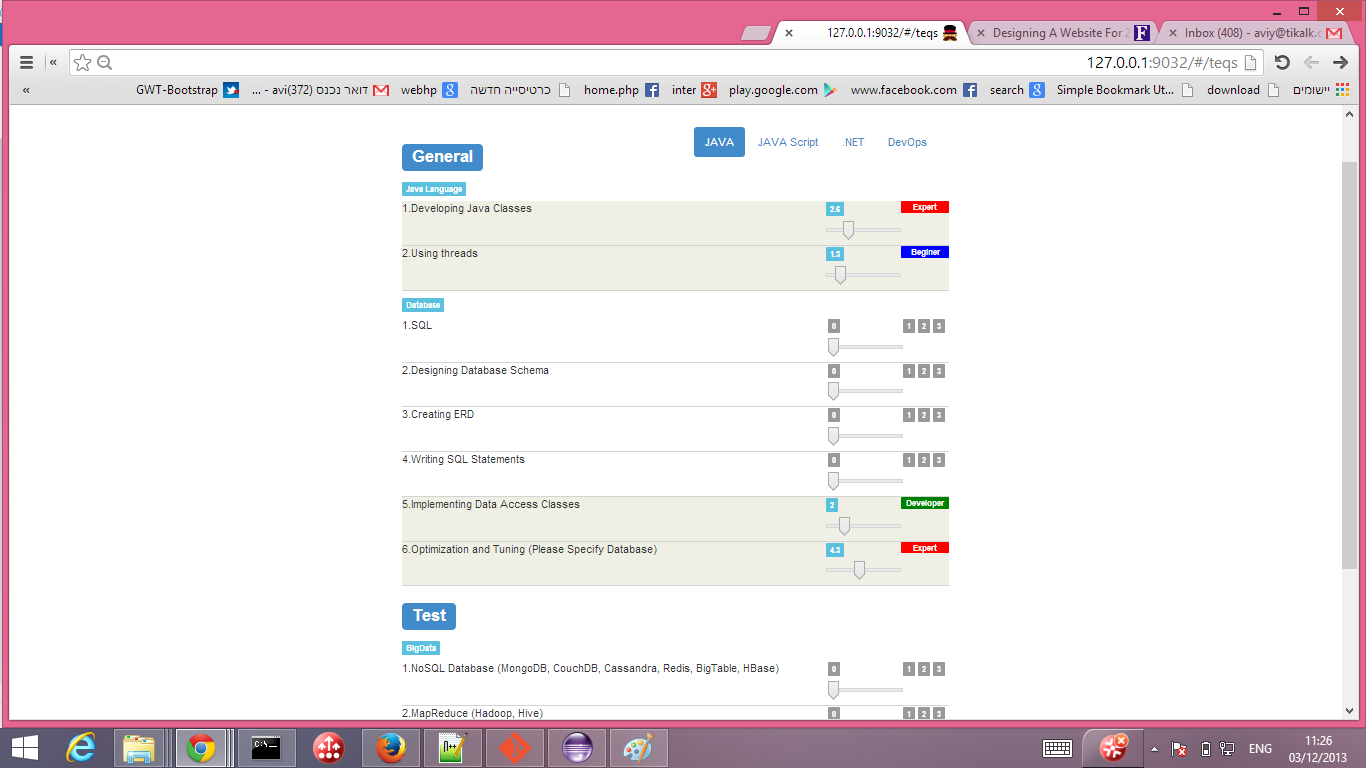 127.0.0.1:9032/#/teqs
Designing A Website For 2
Inbox (408) - aviy@tikalk.c
«
127.0.0.1:9032/#/teqs
«
GWT-Bootstrap
דואר נכנס (372) - avi ...
webhp
כרטיסייה חדשה
home.php
inter
play.google.com
www.facebook.com
search
Simple Bookmark Ut...
download
יישומים
JAVA
JAVA Script
.NET
DevOps
General
Java Language
1.Developing Java Classes
2.6
Expert
2.Using threads
1.3
Beginer
Database
1.SQL
0
1 2 3
2.Designing Database Schema
0
1 2 3
3.Creating ERD
0
1 2 3
4.Writing SQL Statements
0
1 2 3
5.Implementing Data Access Classes
2
Developer
6.Optimization and Tuning (Please Specify Database)
4.3
Expert
Test
BigData
1.NoSQL Database (MongoDB, CouchDB, Cassandra, Redis, BigTable, HBase)
0
1 2 3
2.MapReduce (Hadoop, Hive)
0
1 2 3
C:\
N++
ENG
11:26
03/12/2013